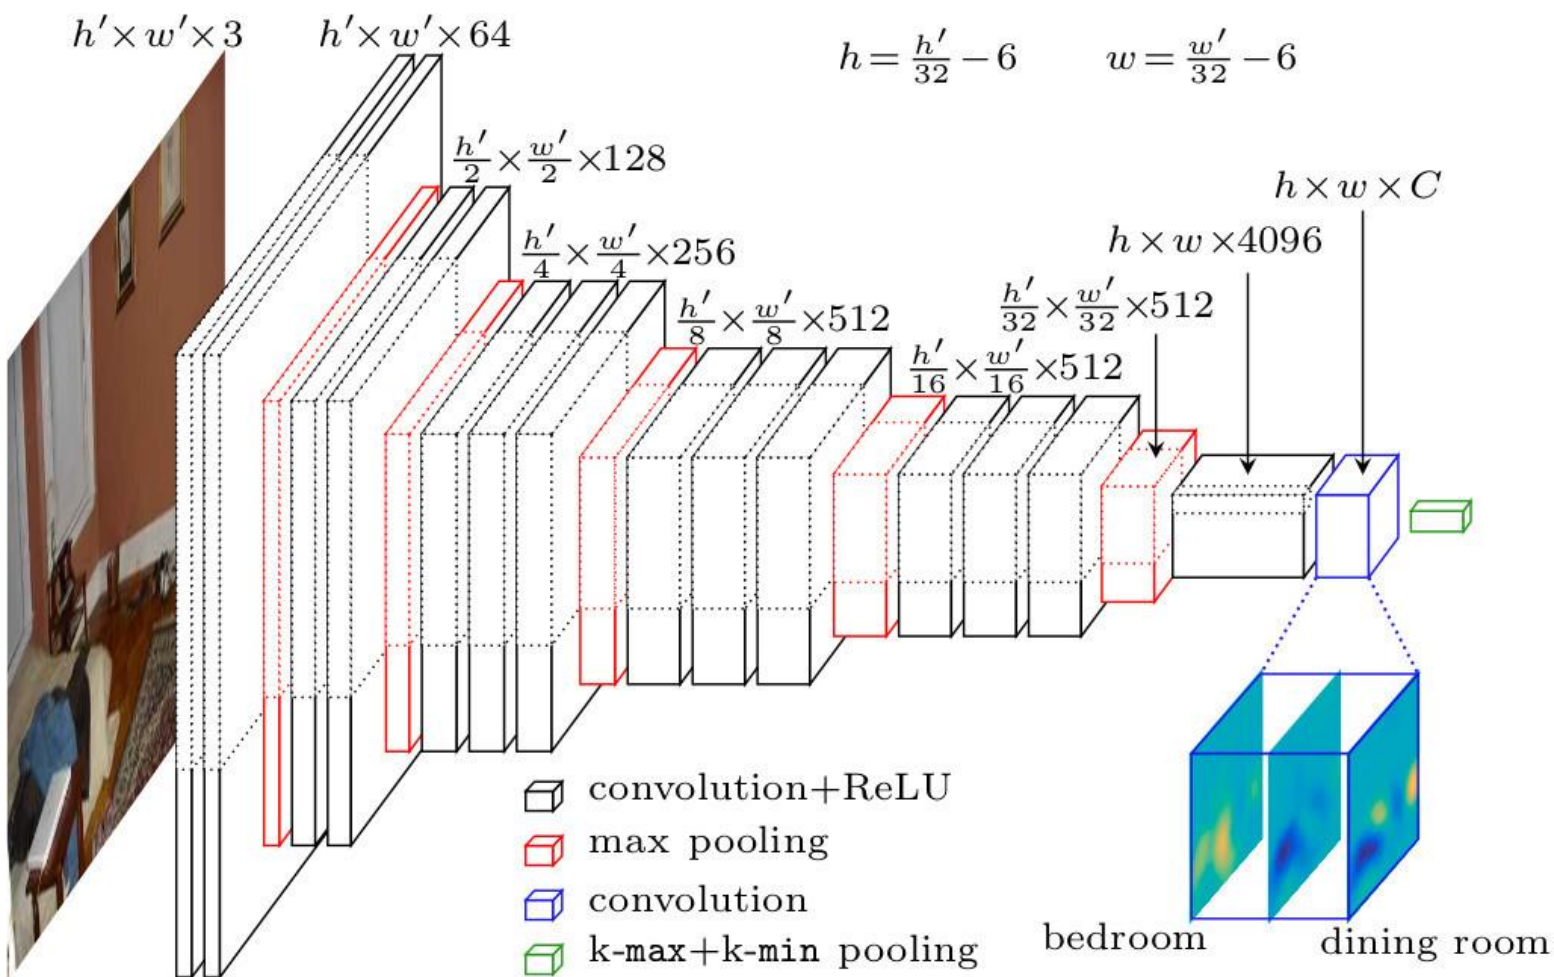 h′×w′×3
h′×w′×64
h = h′/32 − 6
w = w′/32 − 6
h′/2 × w′/2 ×128
h′/4 × w′/4 ×256
h′/8 × w′/8 ×512
h′/16 × w′/16 ×512
h′/32 × w′/32 ×512
h×w×4096
h×w×C
convolution+ReLU
max pooling
convolution
k-max+k-min pooling
bedroom
dining room